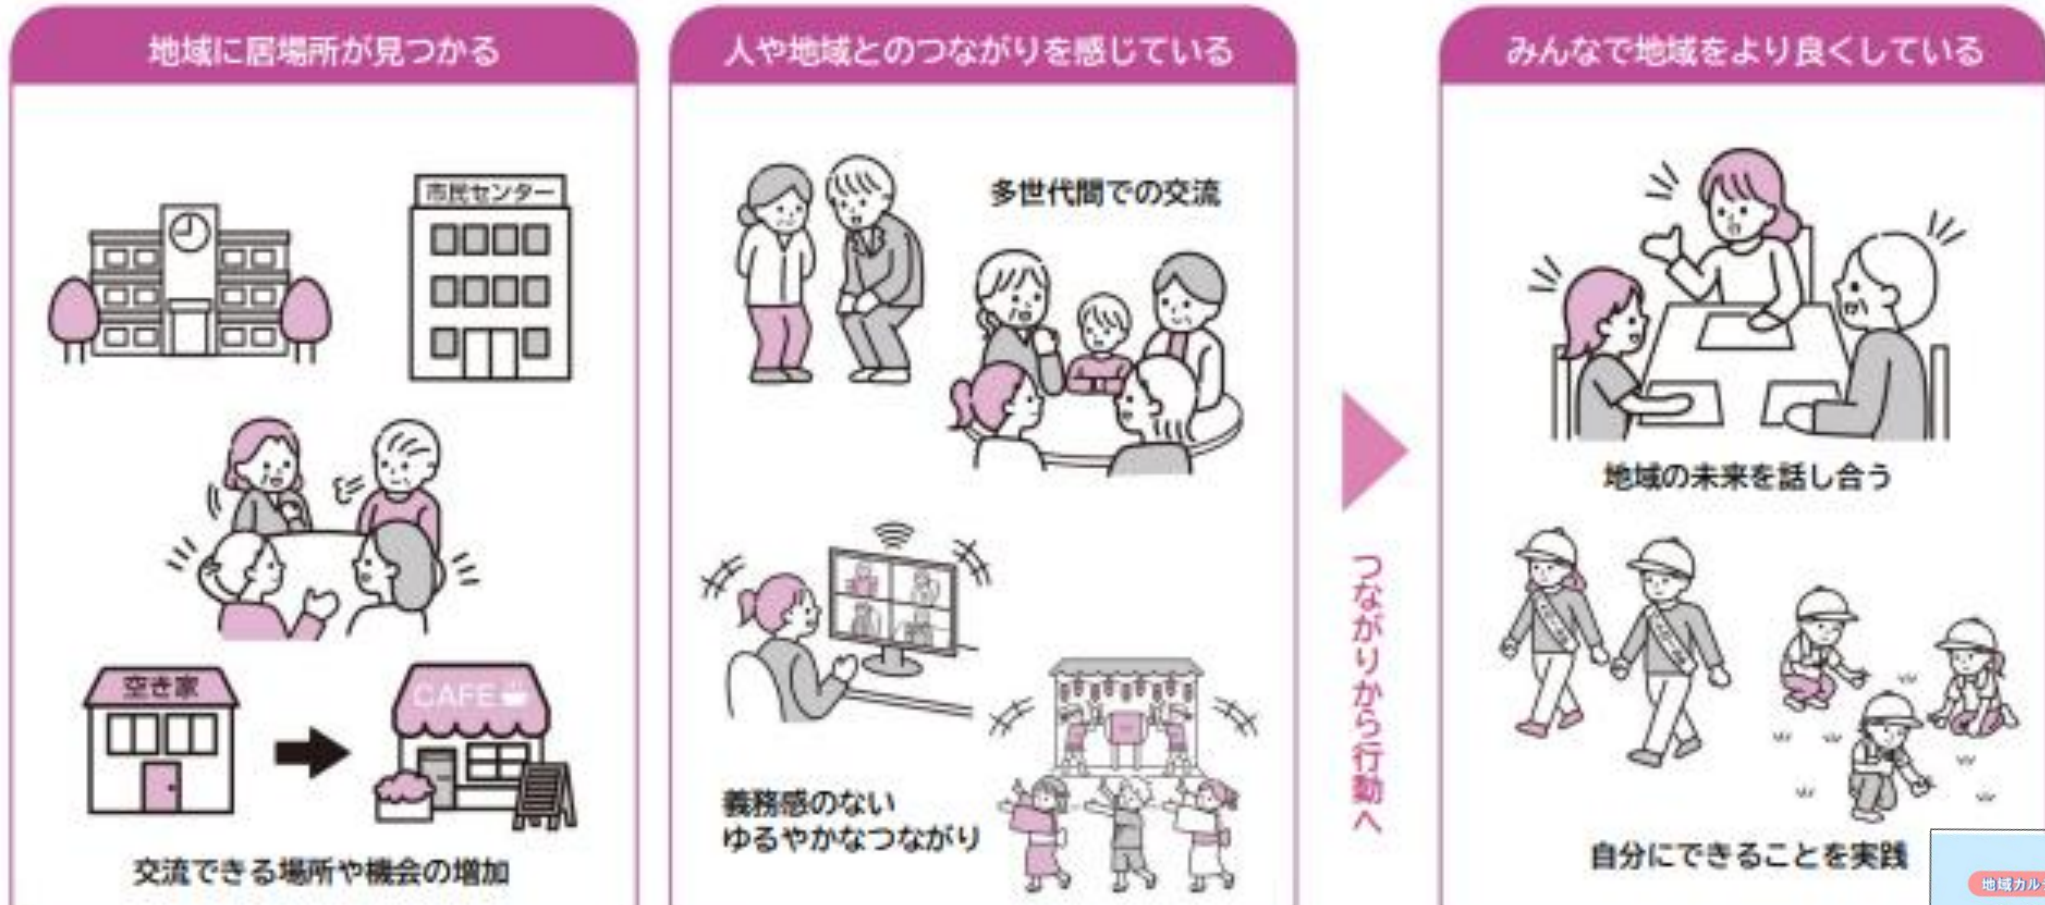 地域に居場所が見つかる
市民センター
空き家
CAFE
交流できる場所や機会の増加
人や地域とのつながりを感じている
多世代間での交流
義務感のない
ゆるやかなつながり
つながりから行動へ
みんなで地域をより良くしている
地域の未来を話し合う
自分にできることを実践
地域カル